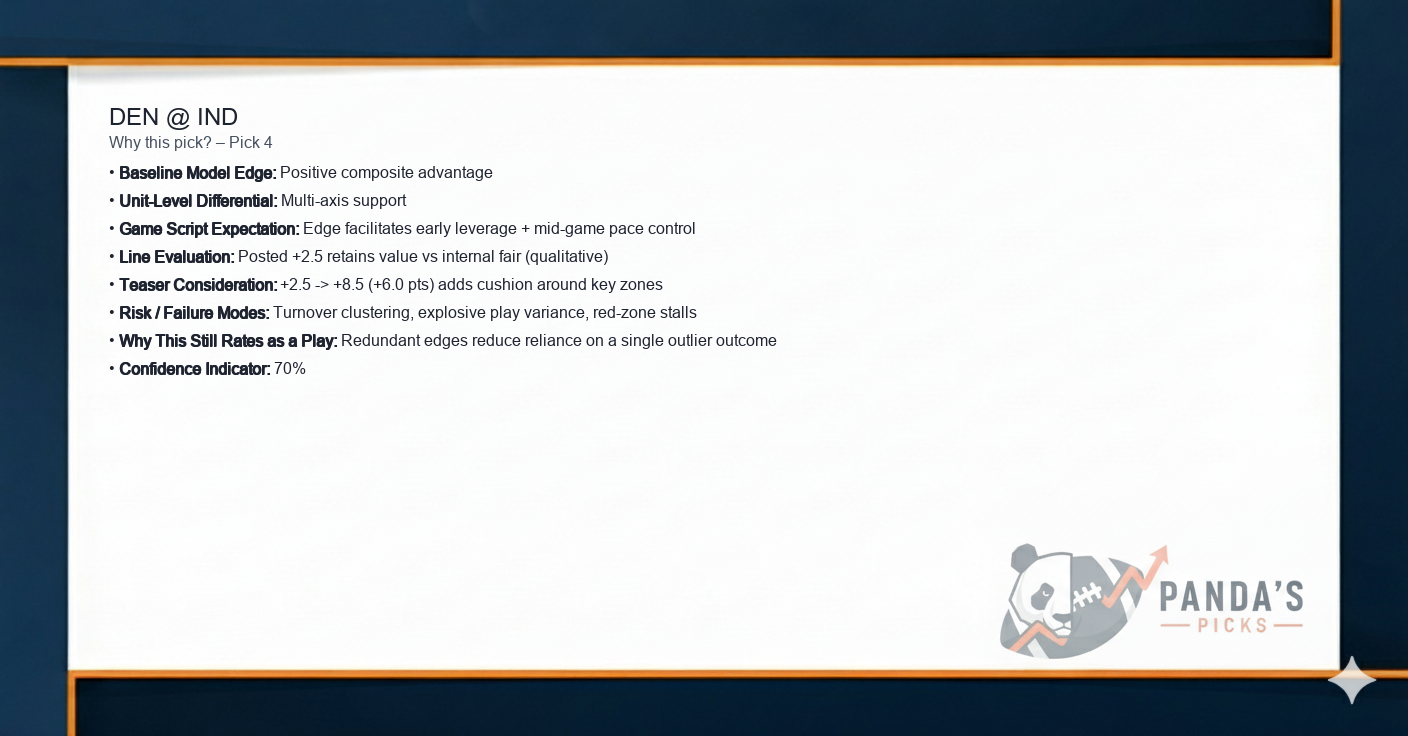 DEN @ IND
Why this pick? – Pick 4
• Baseline Model Edge: Positive composite advantage
• Unit-Level Differential: Multi-axis support
• Game Script Expectation: Edge facilitates early leverage + mid-game pace control
• Line Evaluation: Posted +2.5 retains value vs internal fair (qualitative)
• Teaser Consideration: +2.5 -> +8.5 (+6.0 pts) adds cushion around key zones
• Risk / Failure Modes: Turnover clustering, explosive play variance, red-zone stalls
• Why This Still Rates as a Play: Redundant edges reduce reliance on a single outlier outcome
• Confidence Indicator: 70%
PANDA'S
PICKS